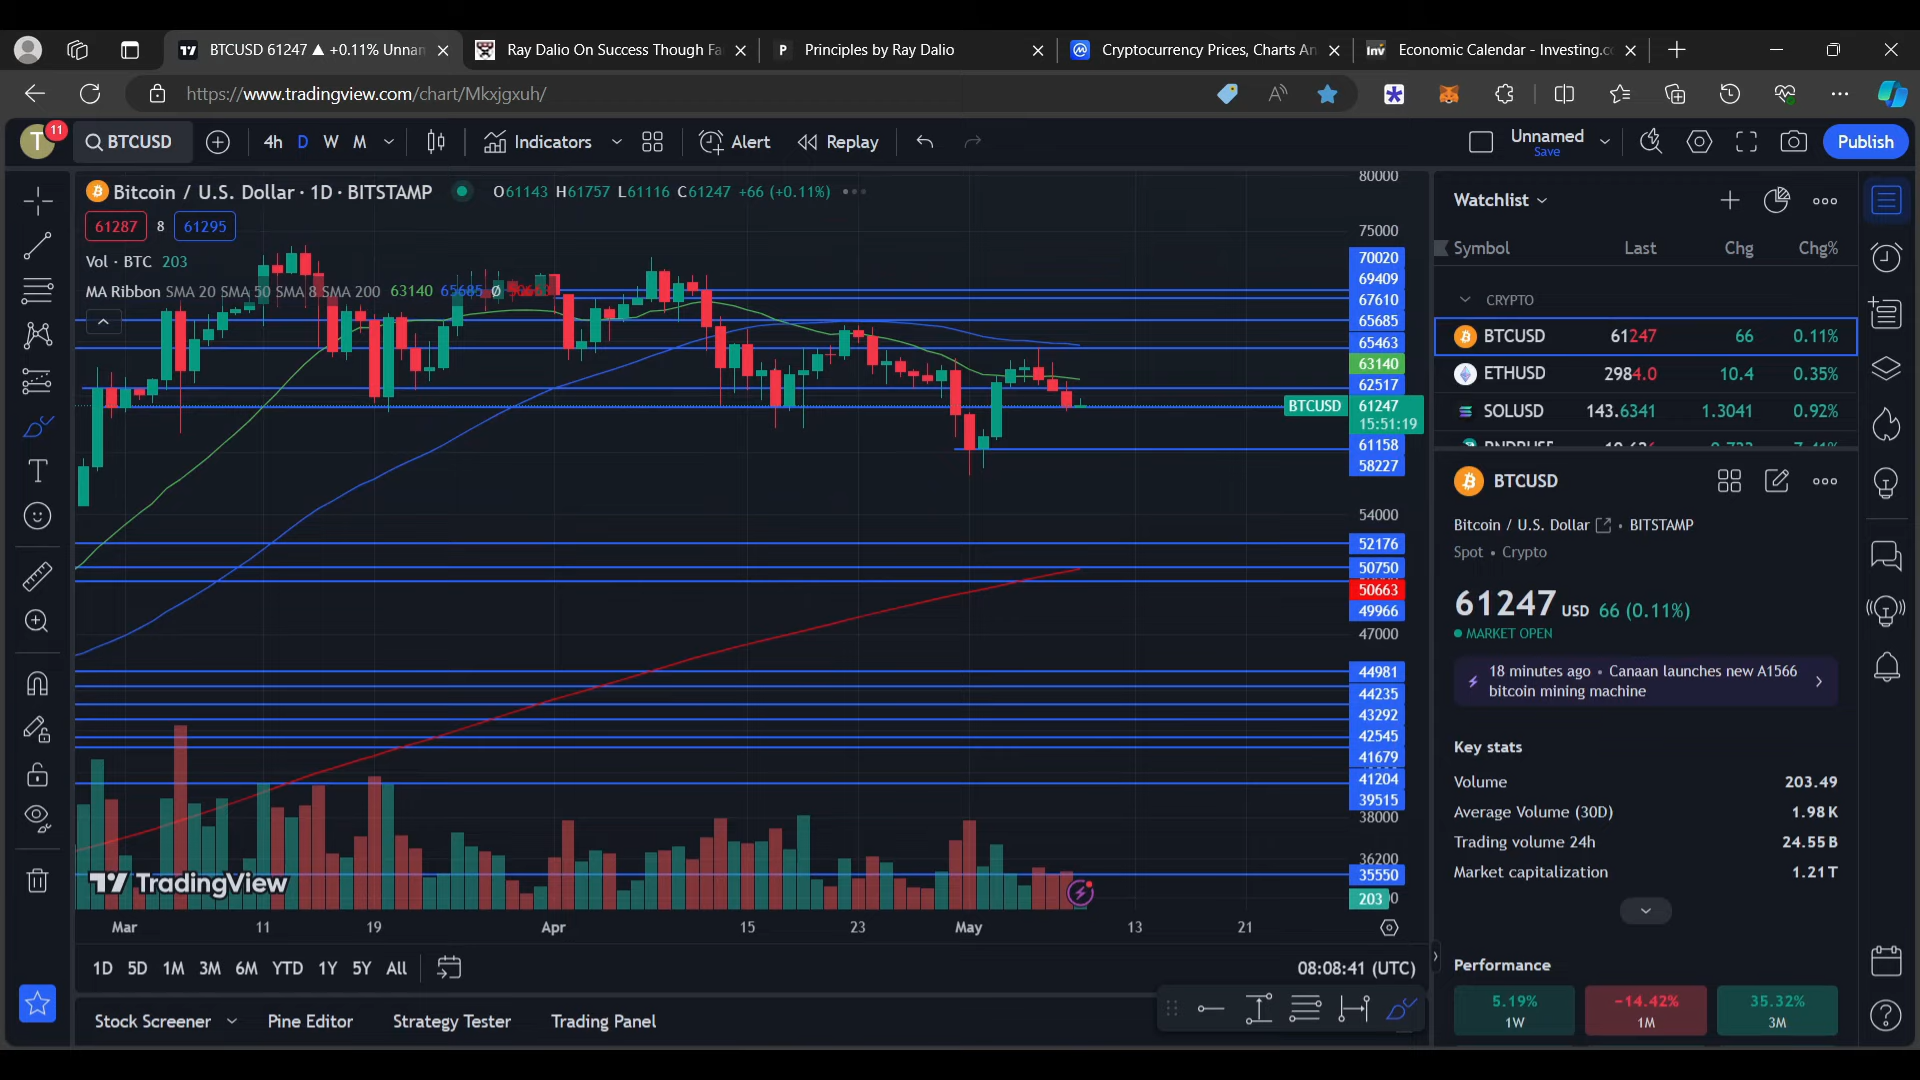 BTCUSD 61247 ▲ +0.11% Unnan
Ray Dalio On Success Though Fa
P Principles by Ray Dalio
Cryptocurrency Prices, Charts An
Inv Economic Calendar - Investing.co
https://www.tradingview.com/chart/Mkxjgxuh/
T 11
BTCUSD
4h D W M
Indicators
Alert
Replay
Unnamed
Save
Publish
Bitcoin / U.S. Dollar · 1D · BITSTAMP
O61143 H61757 L61116 C61247 +66 (+0.11%)
61287 8 61295
Vol · BTC 203
MA Ribbon SMA 20 SMA 50 SMA 8 SMA 200 63140 65685 Ø
80000
75000
70020
69409
67610
65685
65463
63140
62517
BTCUSD 61247
15:51:19
61158
58227
54000
52176
50750
50663
49966
47000
44981
44235
43292
42545
41679
41204
39515
38000
36200
35550
203
TradingView
Mar 11 19 Apr 15 23 May 13 21
1D 5D 1M 3M 6M YTD 1Y 5Y All
08:08:41 (UTC)
Stock Screener
Pine Editor
Strategy Tester
Trading Panel
Watchlist
Symbol Last Chg Chg%
CRYPTO
BTCUSD 61247 66 0.11%
ETHUSD 2984.0 10.4 0.35%
SOLUSD 143.6341 1.3041 0.92%
BTCUSD
Bitcoin / U.S. Dollar • BITSTAMP
Spot • Crypto
61247 USD 66 (0.11%)
MARKET OPEN
18 minutes ago • Canaan launches new A1566
bitcoin mining machine
Key stats
Volume 203.49
Average Volume (30D) 1.98K
Trading volume 24h 24.55B
Market capitalization 1.21T
Performance
5.19% −14.42% 35.32%
1W 1M 3M